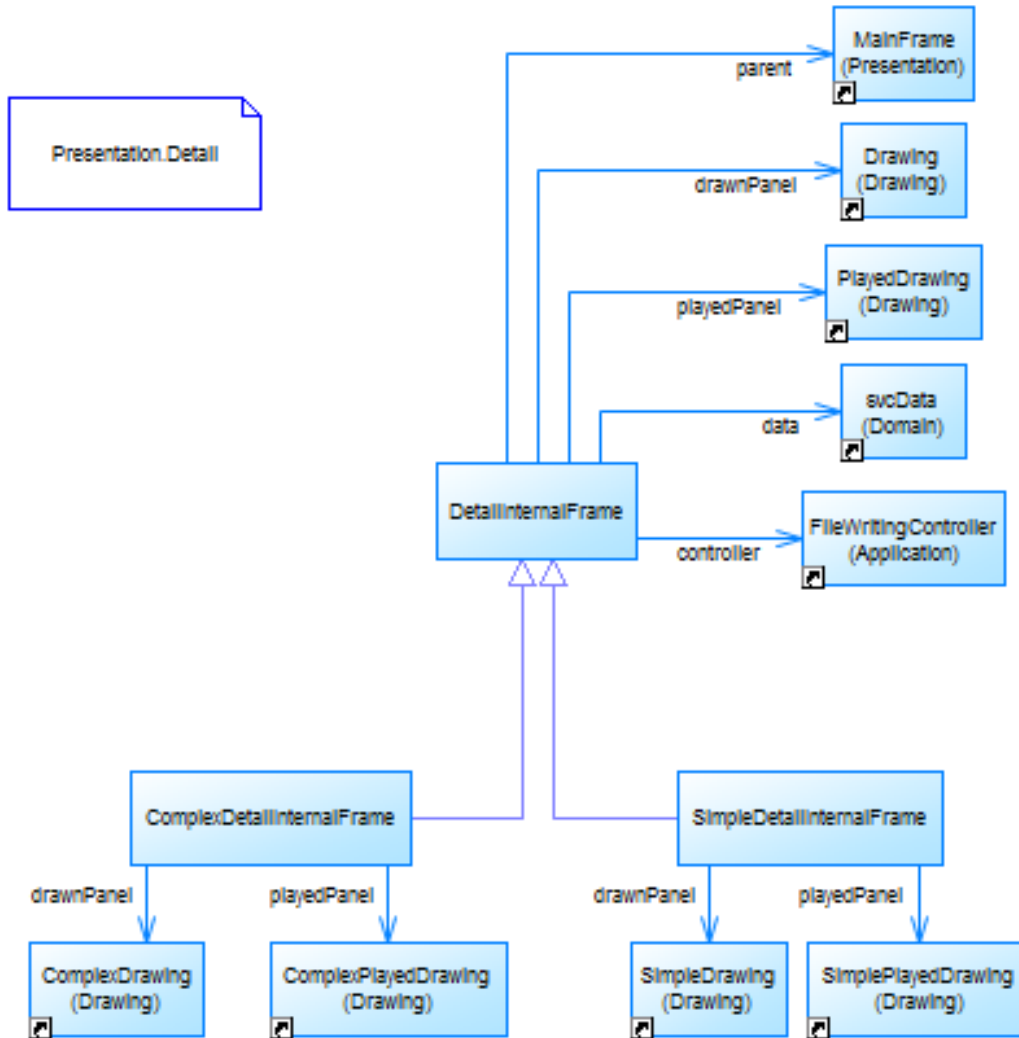 MainFrame
(Presentation)
parent
Presentation.Detail
Drawing
(Drawing)
drawnPanel
PlayedDrawing
(Drawing)
playedPanel
svcData
(Domain)
data
DetailInternalFrame
FileWritingController
(Application)
controller
ComplexDetailInternalFrame
SimpleDetailInternalFrame
drawnPanel
playedPanel
drawnPanel
playedPanel
ComplexDrawing
(Drawing)
ComplexPlayedDrawing
(Drawing)
SimpleDrawing
(Drawing)
SimplePlayedDrawing
(Drawing)